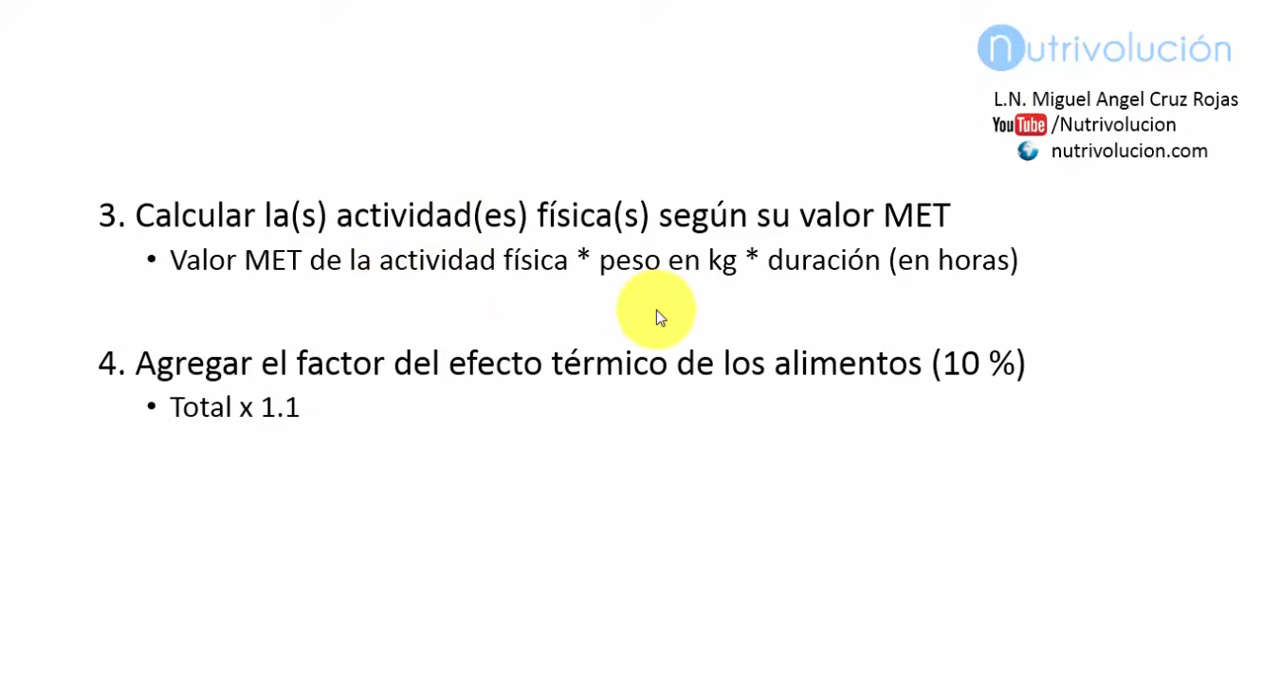 nutrivolución
L.N. Miguel Angel Cruz Rojas
YouTube /Nutrivolucion
nutrivolucion.com
3. Calcular la(s) actividad(es) física(s) según su valor MET
• Valor MET de la actividad física * peso en kg * duración (en horas)
4. Agregar el factor del efecto térmico de los alimentos (10 %)
• Total x 1.1